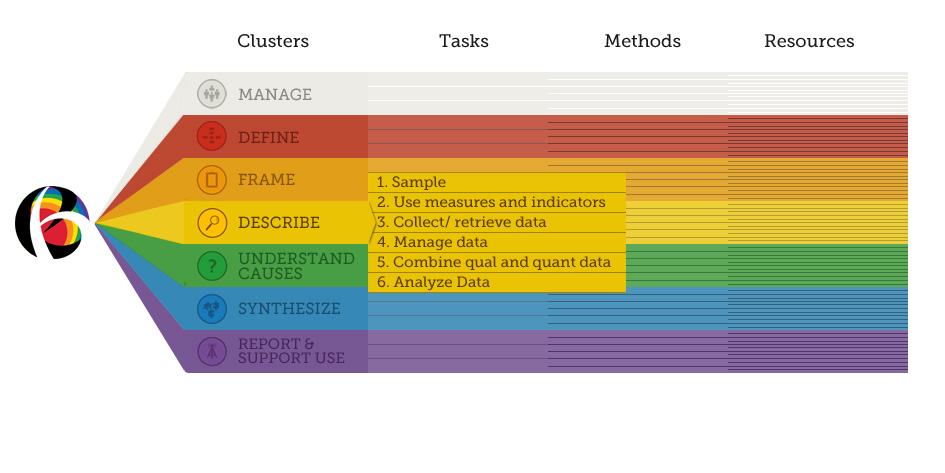 Clusters Tasks Methods Resources
MANAGE
DEFINE
FRAME
DESCRIBE
UNDERSTAND
CAUSES
SYNTHESIZE
REPORT &
SUPPORT USE
1. Sample
2. Use measures and indicators
3. Collect/ retrieve data
4. Manage data
5. Combine qual and quant data
6. Analyze Data
?